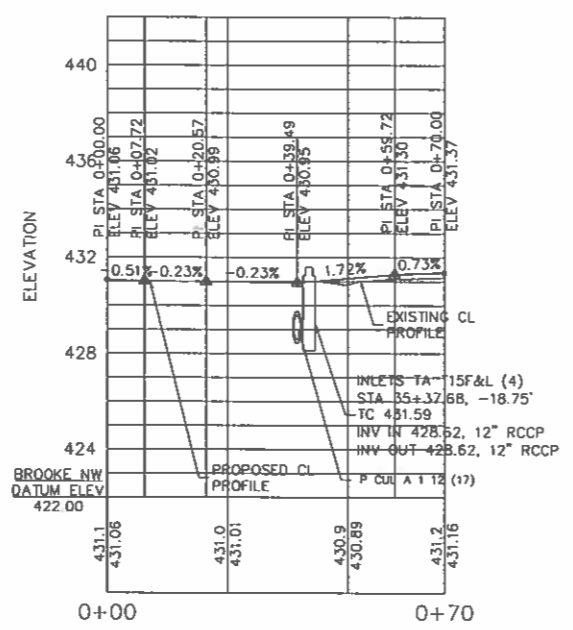 440
436
432
428
424
ELEVATION
PI STA 0+00.00
ELEV 431.06
PI STA 0+07.72
ELEV 431.02
PI STA 0+20.57
ELEV 430.99
PI STA 0+39.49
ELEV 430.95
PI STA 0+59.72
ELEV 431.30
PI STA 0+70.00
ELEV 431.37
-0.51%
-0.23%
-0.23%
1.72%
0.73%
EXISTING CL
PROFILE
INLETS TA-15F&L (4)
STA 35+37.68, -18.75'
TC 431.59
INV IN 428.62, 12" RCCP
INV OUT 428.62, 12" RCCP
P CUL A 1 12 (17)
PROPOSED CL
PROFILE
BROOKE NW
DATUM ELEV
422.00
431.1
431.06
431.0
431.01
430.9
430.89
431.2
431.16
0+00
0+70